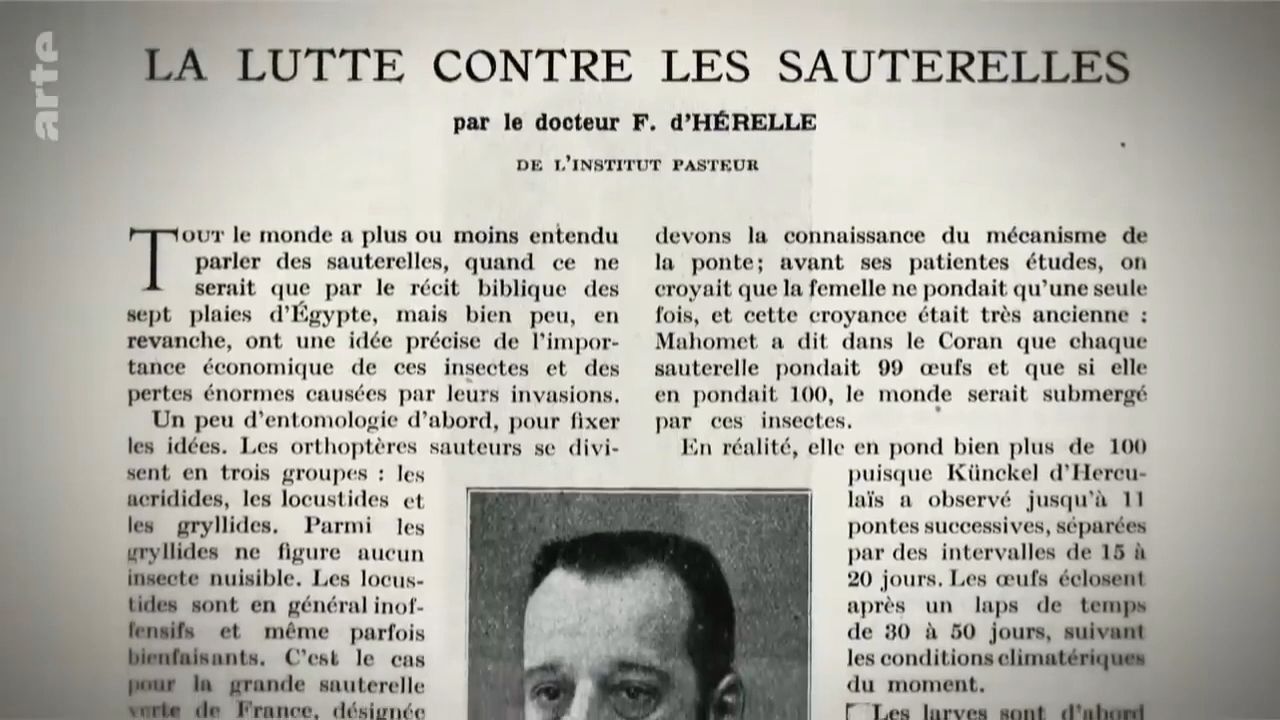 arte
LA LUTTE CONTRE LES SAUTERELLES
par le docteur F. d'HÉRELLE
DE L'INSTITUT PASTEUR
TOUT le monde a plus ou moins entendu
parler des sauterelles, quand ce ne
serait que par le récit biblique des
sept plaies d'Égypte, mais bien peu, en
revanche, ont une idée précise de l'impor-
tance économique de ces insectes et des
pertes énormes causées par leurs invasions.
Un peu d'entomologie d'abord, pour fixer
les idées. Les orthoptères sauteurs se divi-
sent en trois groupes : les
acridides, les locustides et
les gryllides. Parmi les
gryllides ne figure aucun
insecte nuisible. Les locus-
tides sont en général inof-
fensifs et même parfois
bienfaisants. C'est le cas
pour la grande sauterelle
verte de France, désignée
devons la connaissance du mécanisme de
la ponte; avant ses patientes études, on
croyait que la femelle ne pondait qu'une seule
fois, et cette croyance était très ancienne :
Mahomet a dit dans le Coran que chaque
sauterelle pondait 99 œufs et que si elle
en pondait 100, le monde serait submergé
par ces insectes.
En réalité, elle en pond bien plus de 100
puisque Künckel d'Hercu-
laïs a observé jusqu'à 11
pontes successives, séparées
par des intervalles de 15 à
20 jours. Les œufs éclosent
après un laps de temps
de 30 à 50 jours, suivant
les conditions climatériques
du moment.
Les larves sont d'abord